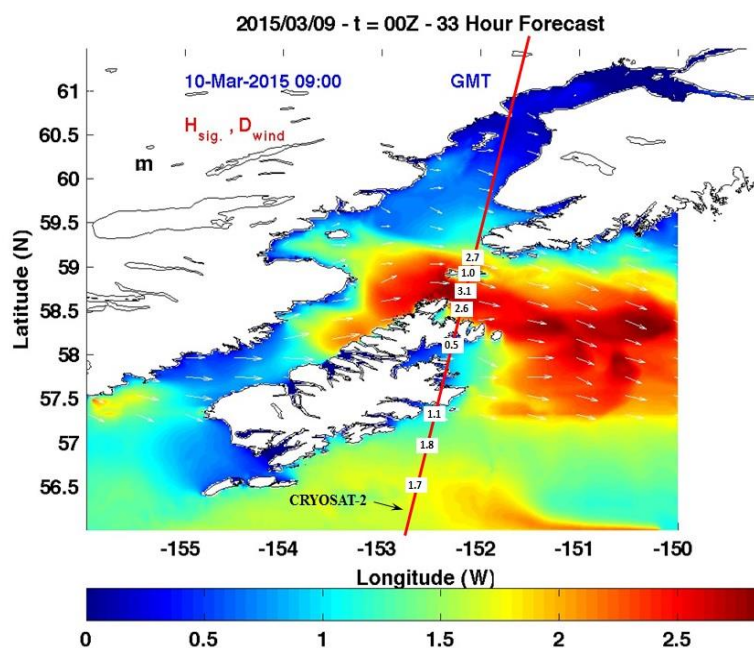 2015/03/09 - t = 00Z - 33 Hour Forecast
10-Mar-2015 09:00 GMT
H_sig. , D_wind
m
Latitude (N)
61
60.5
60
59.5
59
58.5
58
57.5
57
56.5
2.7
1.0
3.1
2.6
0.5
1.1
1.8
1.7
CRYOSAT-2
-155 -154 -153 -152 -151 -150
Longitude (W)
0 0.5 1 1.5 2 2.5